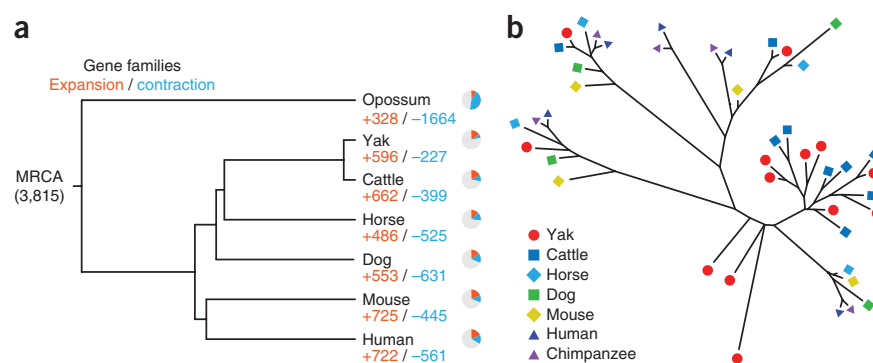 a
Gene families
Expansion / contraction
MRCA
(3,815)
Opossum
+328 / –1664
Yak
+596 / –227
Cattle
+662 / –399
Horse
+486 / –525
Dog
+553 / –631
Mouse
+725 / –445
Human
+722 / –561
b
Yak
Cattle
Horse
Dog
Mouse
Human
Chimpanzee